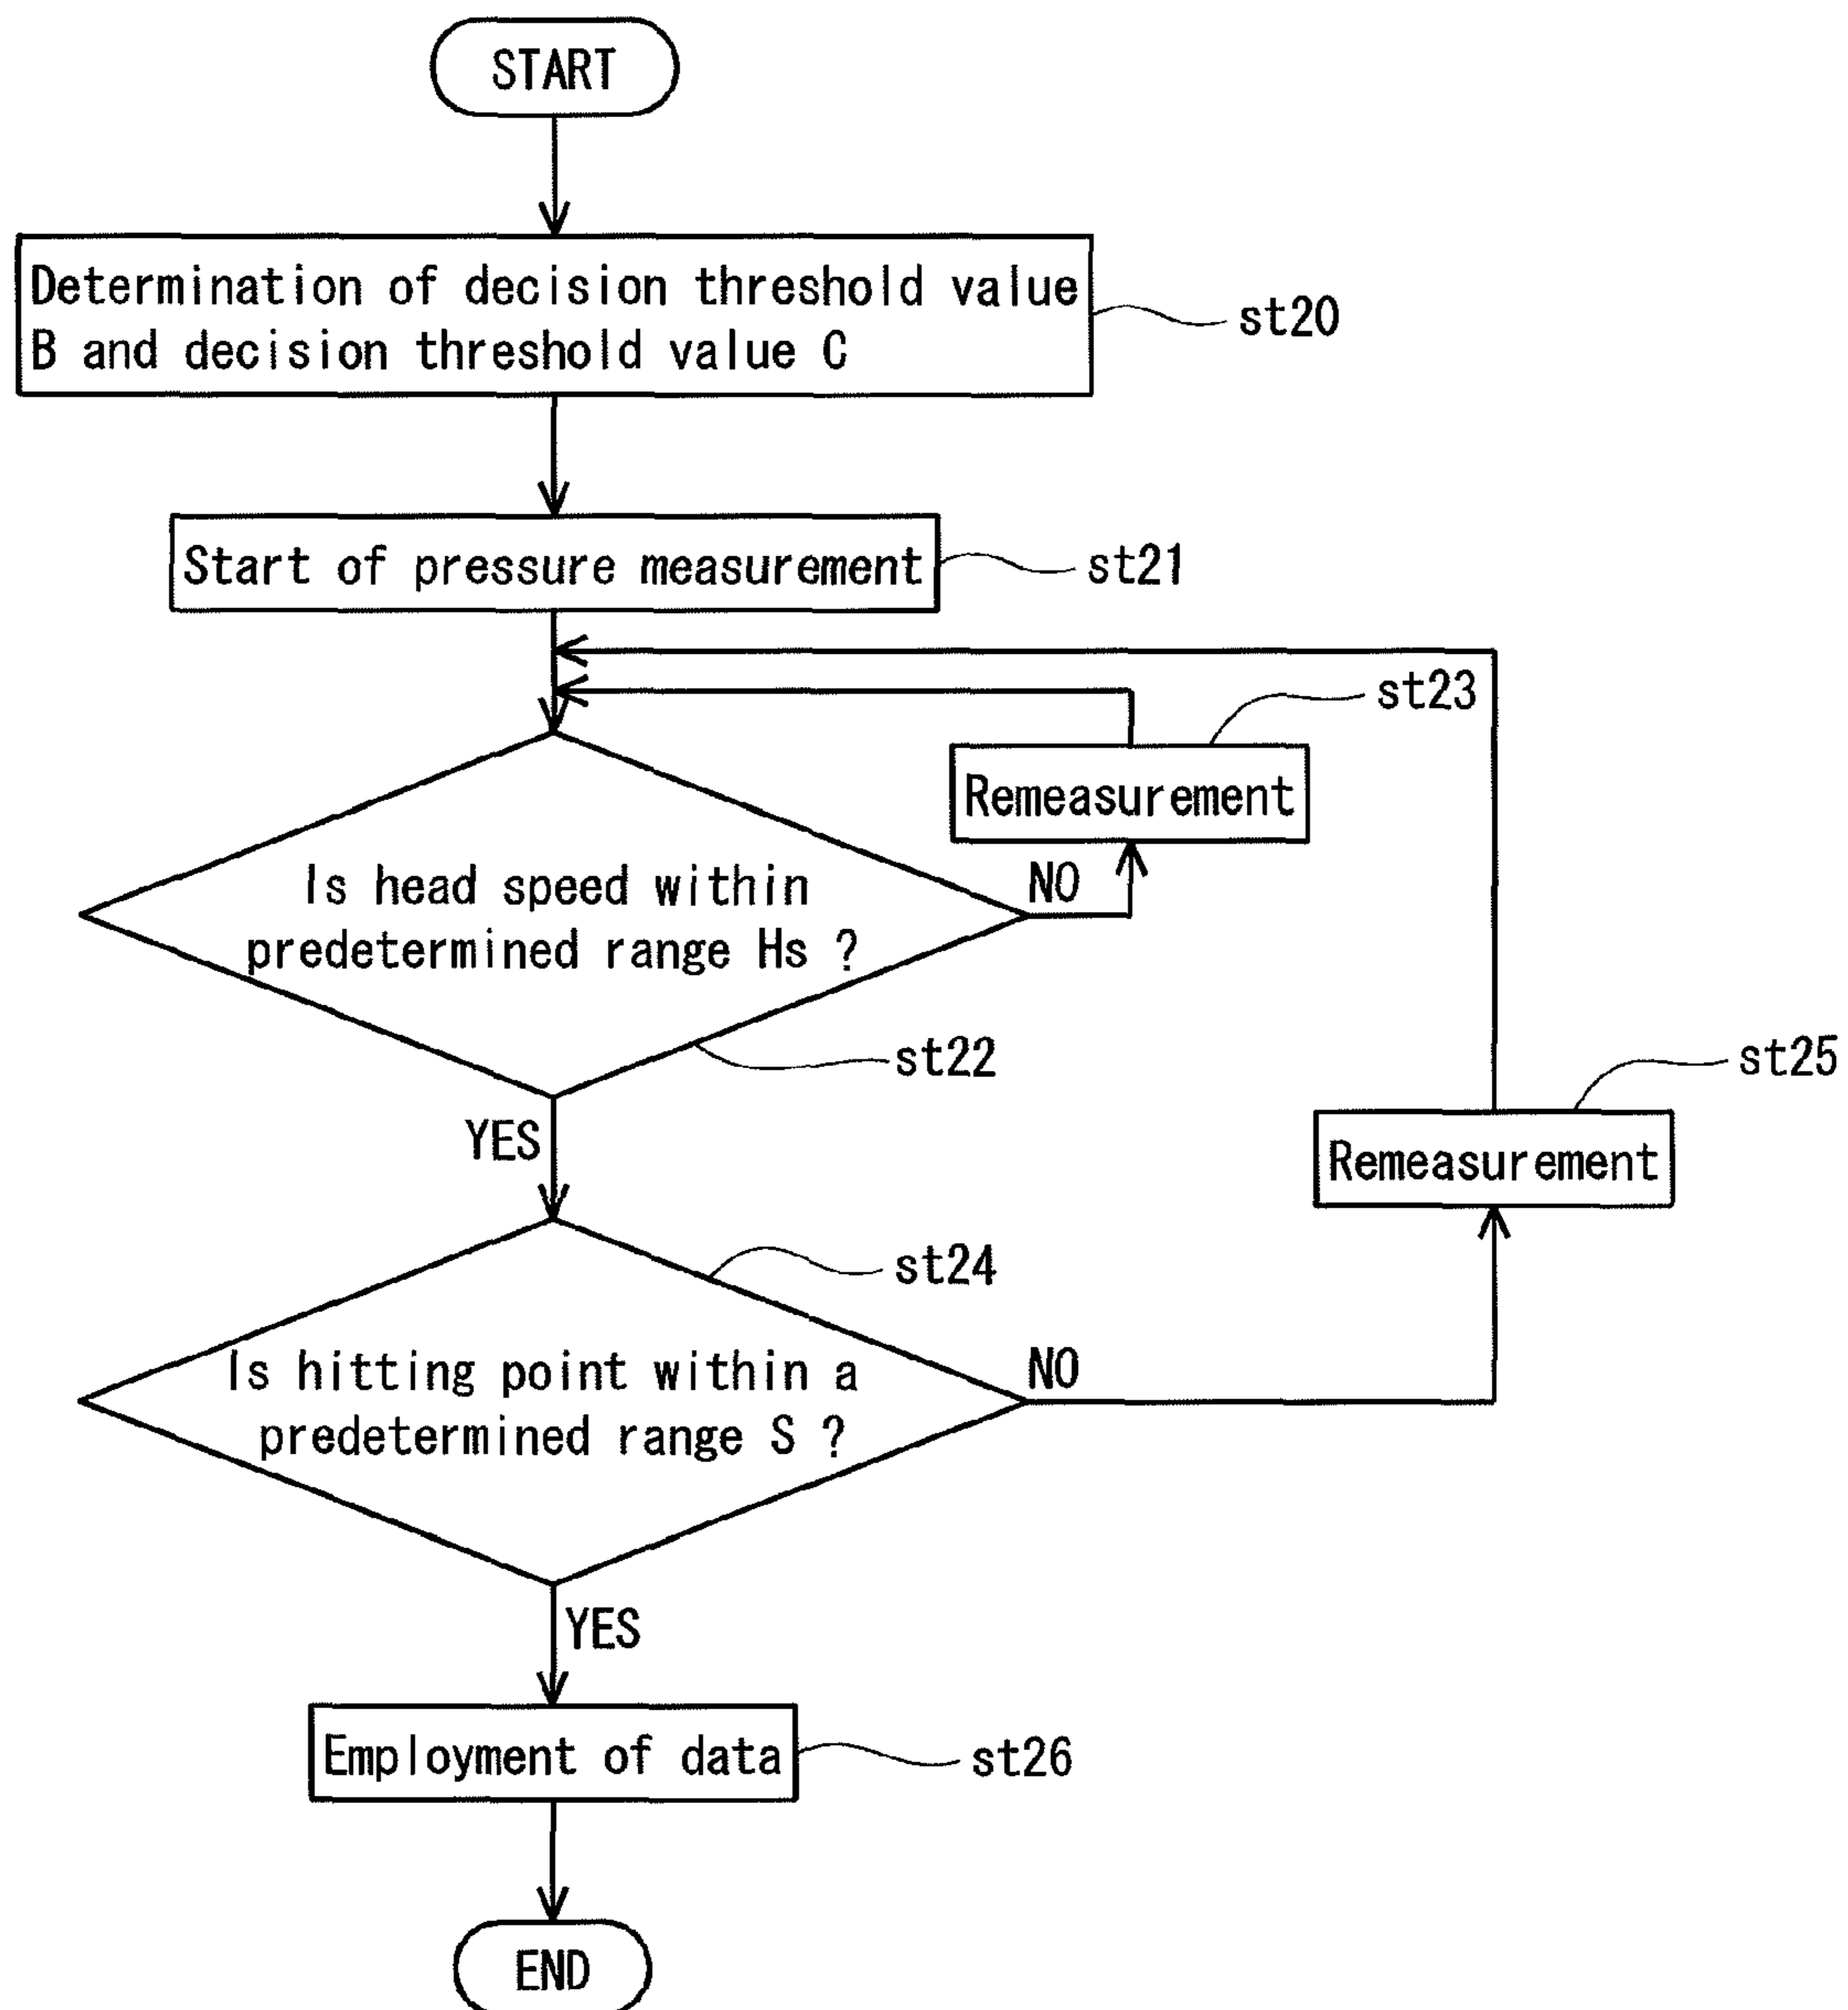 START
Determination of decision threshold value
B and decision threshold value C
st20
Start of pressure measurement
st21
st23
Remeasurement
Is head speed within
predetermined range Hs ?
NO
st22
YES
st25
Remeasurement
st24
Is hitting point within a
predetermined range S ?
NO
YES
Employment of data
st26
END